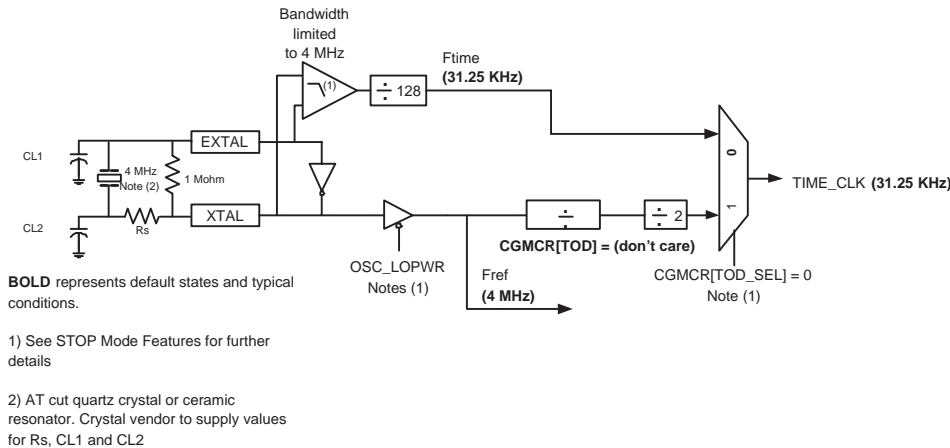 Bandwidth
limited
to 4 MHz
Ftime
(31.25 KHz)
(1)
÷ 128
EXTAL
CL1
4 MHz
Note (2)
1 Mohm
0
TIME_CLK (31.25 KHz)
XTAL
÷
÷ 2
1
CL2
Rs
CGMCR[TOD] = (don't care)
OSC_LOPWR
Notes (1)
Fref
(4 MHz)
CGMCR[TOD_SEL] = 0
Note (1)
BOLD represents default states and typical
conditions.
1) See STOP Mode Features for further
details
2) AT cut quartz crystal or ceramic
resonator. Crystal vendor to supply values
for Rs, CL1 and CL2